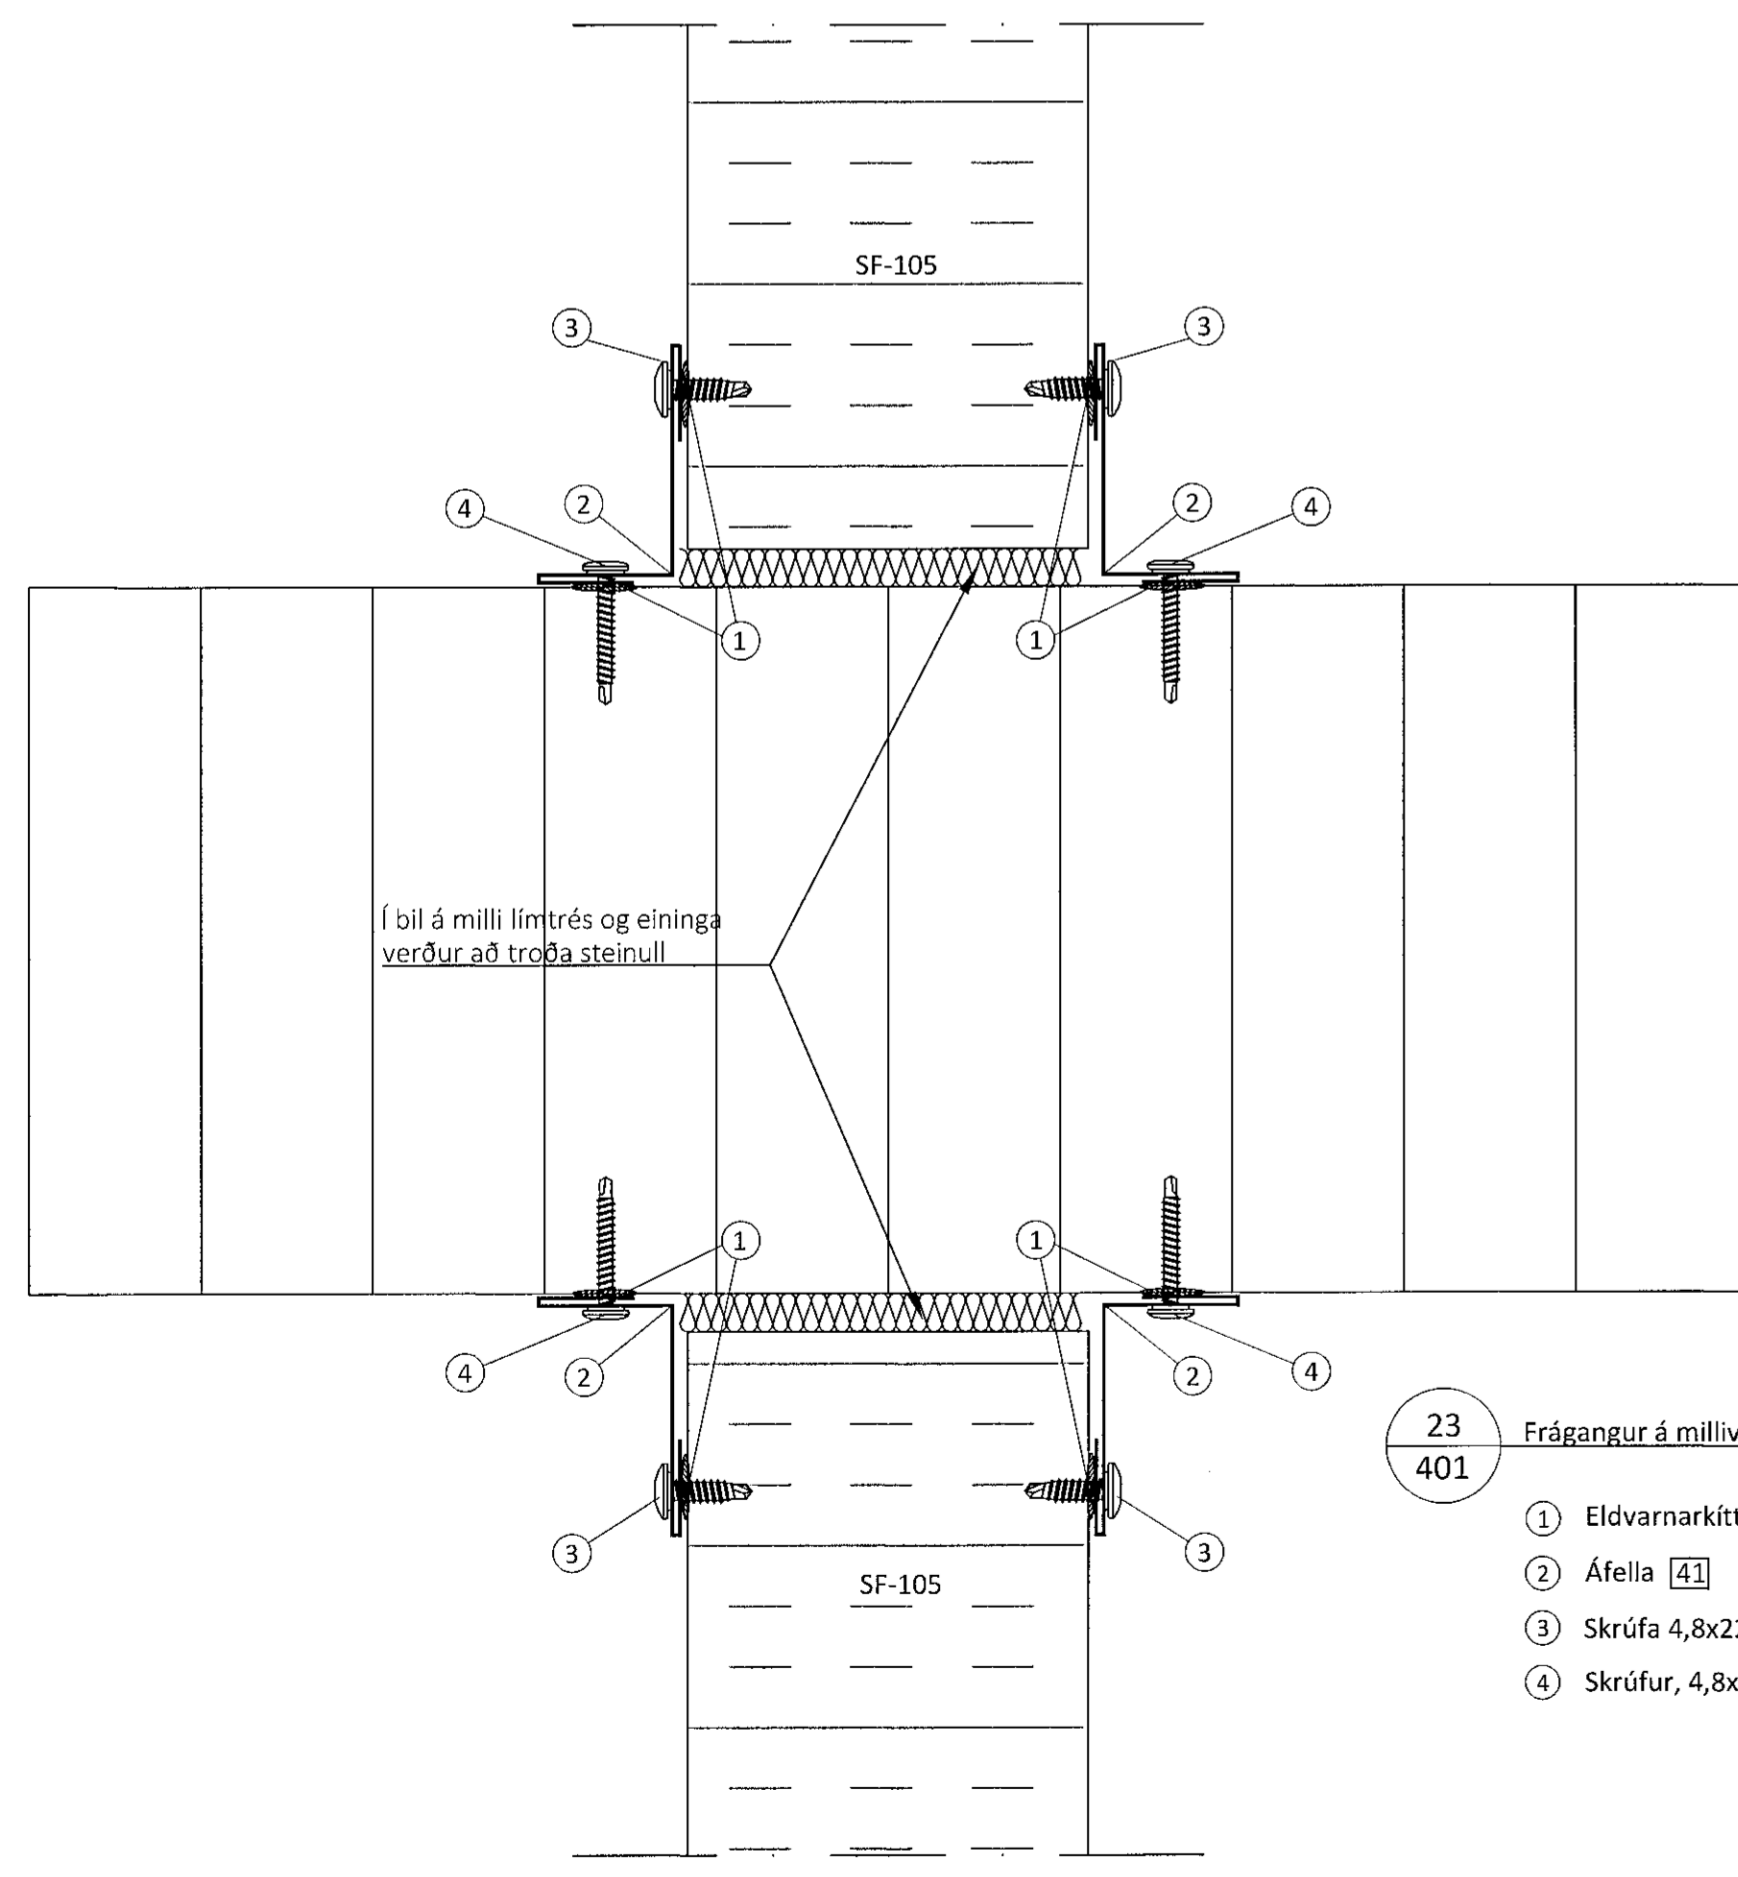 SF-105
3
3
4
2
2
4
1
1
Í bil á milli límtrés og eininga
verður að troða steinull
1
1
4
2
2
4
3
3
SF-105
23
401
Frágangur á milliv
1 Eldvarnarkítt
2 Áfella 41
3 Skrúfa 4,8x22
4 Skrúfur, 4,8x